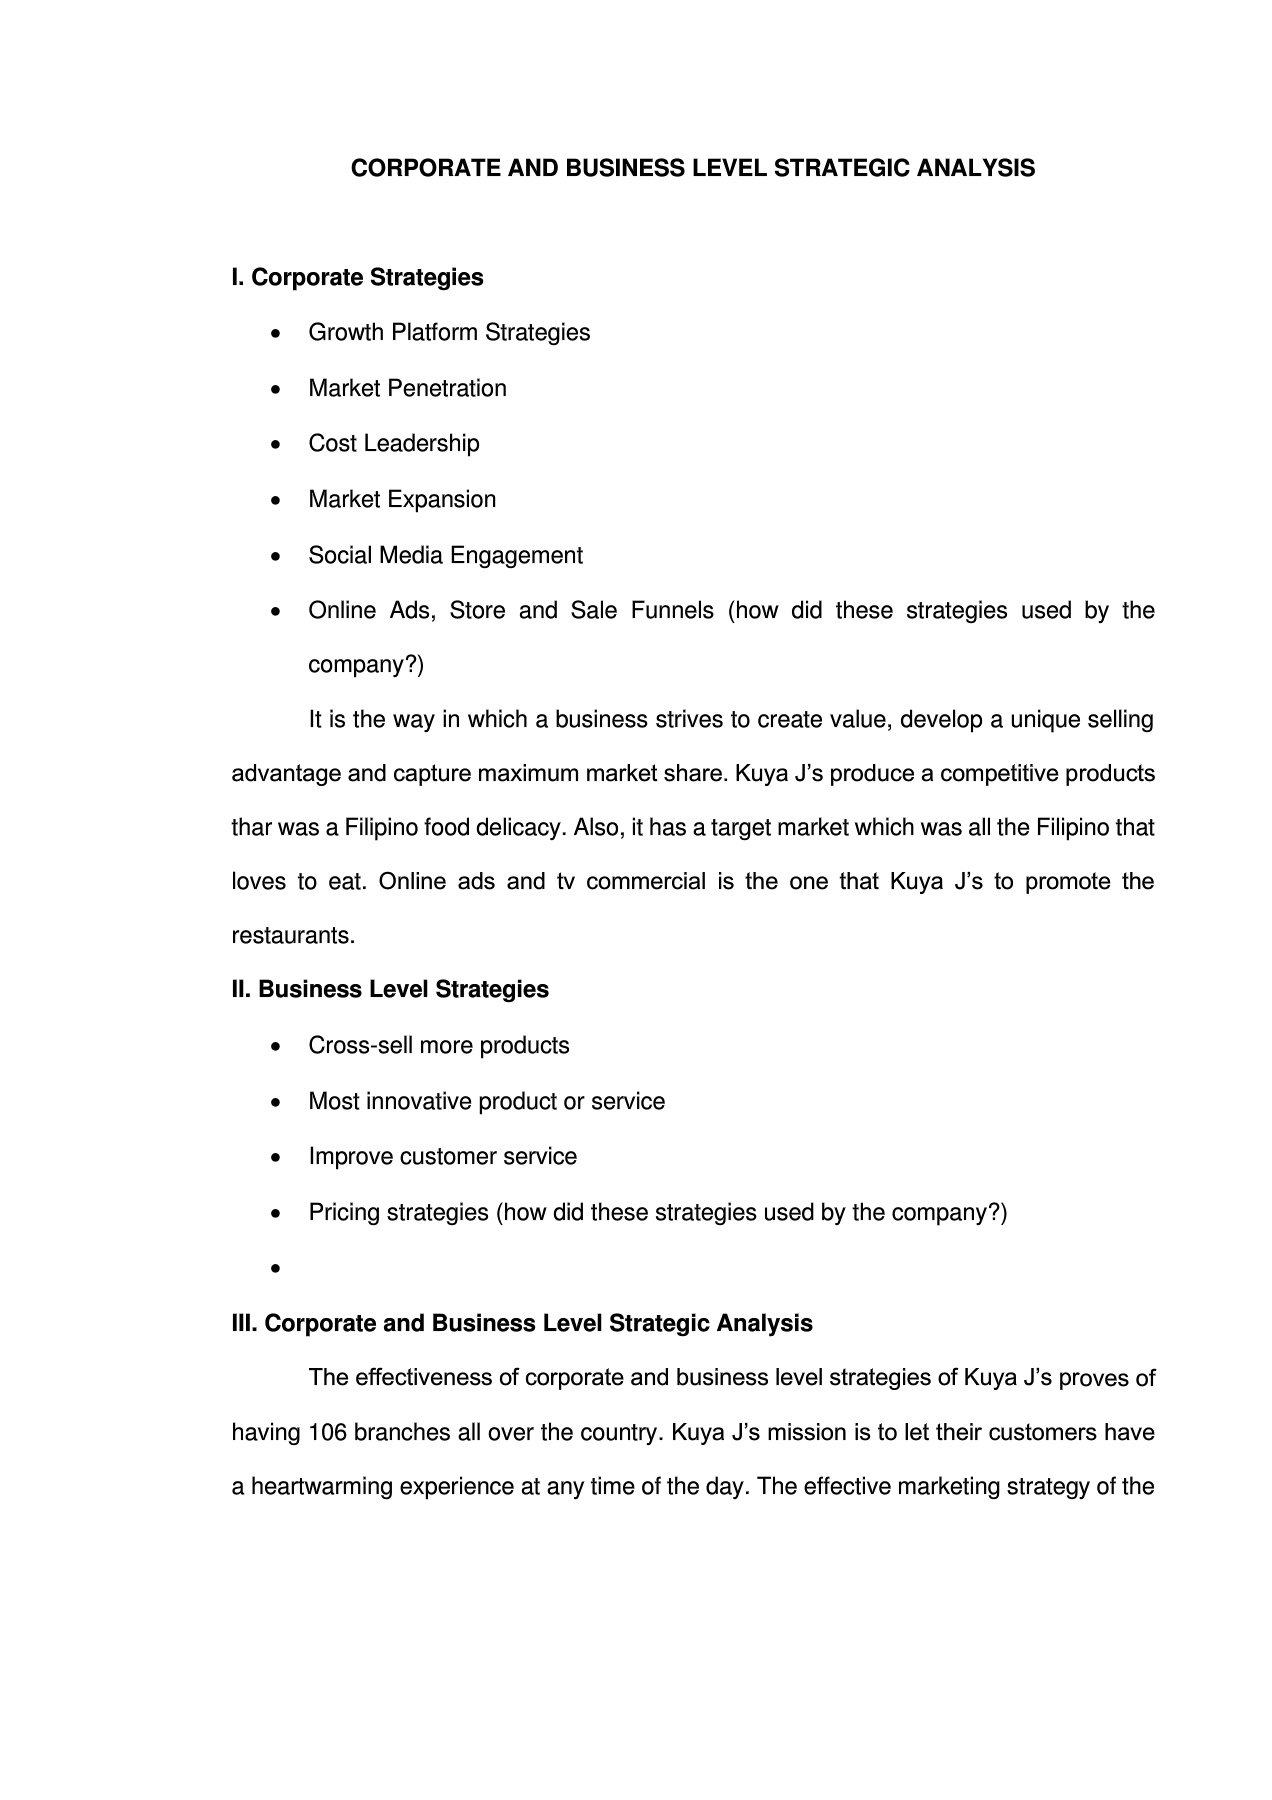 CORPORATE AND BUSINESS LEVEL STRATEGIC ANALYSIS
I. Corporate Strategies
• Growth Platform Strategies
• Market Penetration
• Cost Leadership
• Market Expansion
• Social Media Engagement
• Online Ads, Store and Sale Funnels (how did these strategies used by the
company?)
It is the way in which a business strives to create value, develop a unique selling
advantage and capture maximum market share. Kuya J’s produce a competitive products
thar was a Filipino food delicacy. Also, it has a target market which was all the Filipino that
loves to eat. Online ads and tv commercial is the one that Kuya J’s to promote the
restaurants.
II. Business Level Strategies
• Cross-sell more products
• Most innovative product or service
• Improve customer service
• Pricing strategies (how did these strategies used by the company?)
•
III. Corporate and Business Level Strategic Analysis
The effectiveness of corporate and business level strategies of Kuya J’s proves of
having 106 branches all over the country. Kuya J’s mission is to let their customers have
a heartwarming experience at any time of the day. The effective marketing strategy of the